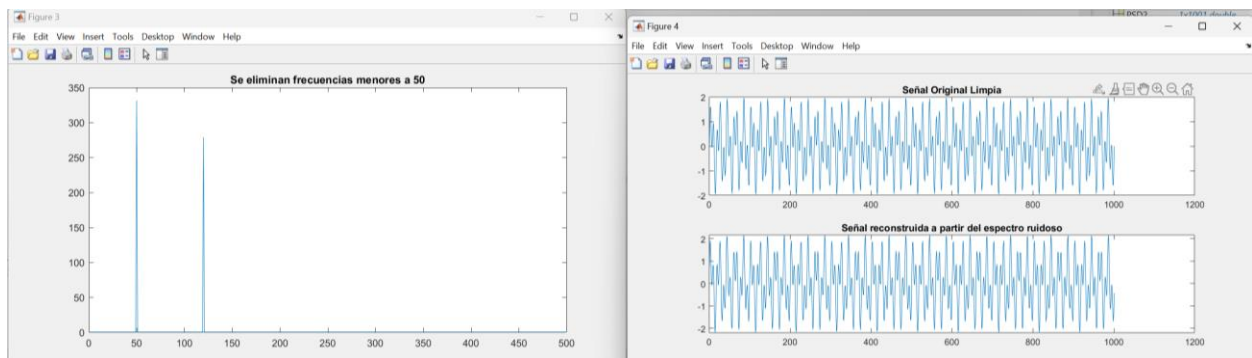 Figure 3
File Edit View Insert Tools Desktop Window Help
Se eliminan frecuencias menores a 50
350
300
250
200
150
100
50
0
0 50 100 150 200 250 300 350 400 450 500
PSD2 1x1001 double
Figure 4
File Edit View Insert Tools Desktop Window Help
Señal Original Limpia
2
1
0
-1
-2
0 200 400 600 800 1000 1200
Señal reconstruida a partir del espectro ruidoso
2
1
0
-1
-2
0 200 400 600 800 1000 1200